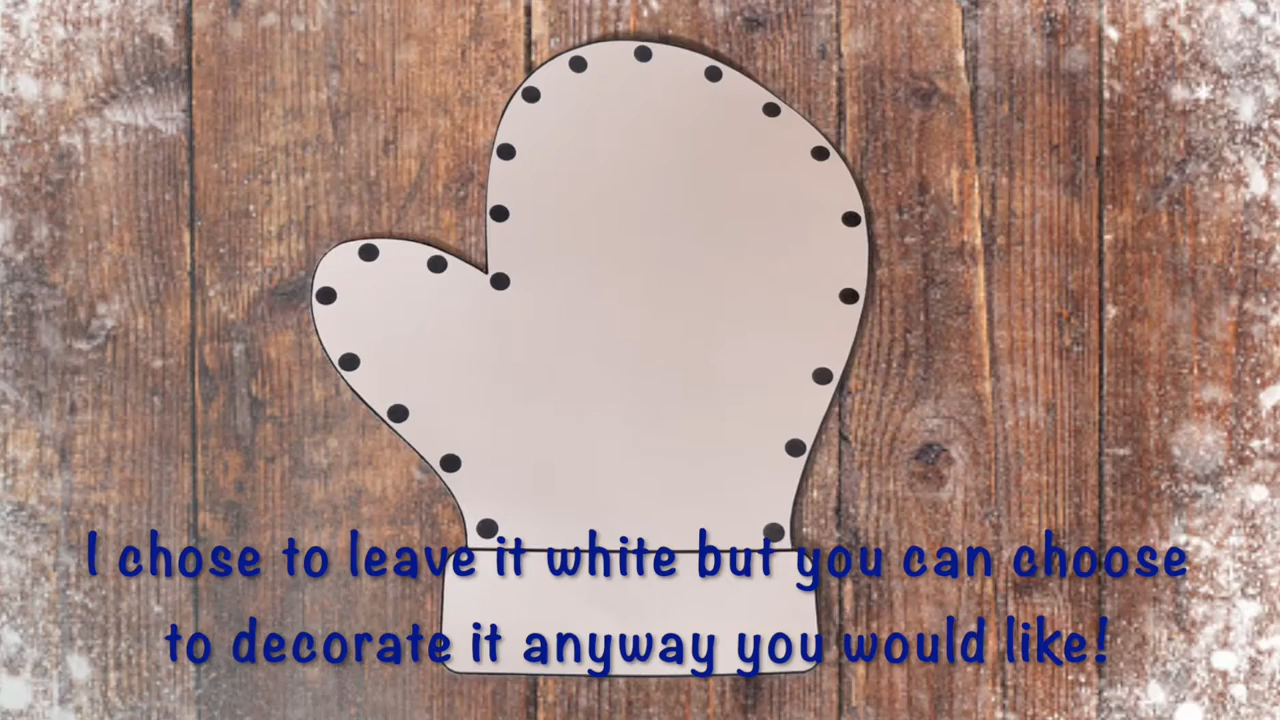 I chose to leave it white but you can choose
to decorate it anyway you would like!